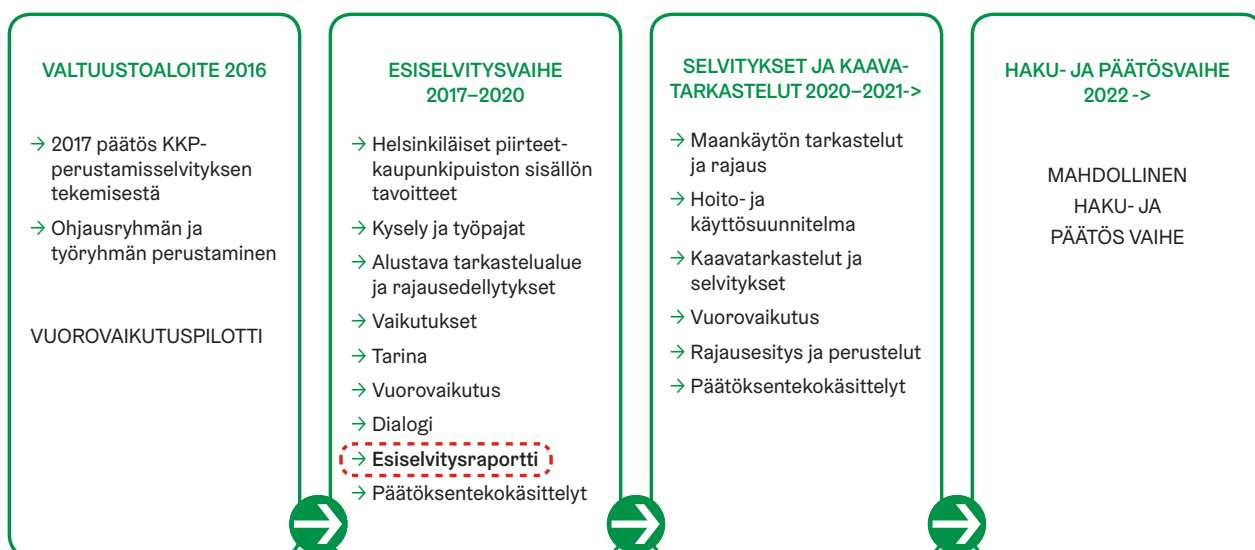 VALTUUSTOALOITE 2016
→ 2017 päätös KKP-
perustamisselvityksen
tekemisestä
→ Ohjausryhmän ja
työryhmän perustaminen
VUOROVAIKUTUSPILOTTI
ESISELVITYSVAIHE
2017–2020
→ Helsinkiläiset piirteet-
kaupunkipuiston sisällön
tavoitteet
→ Kysely ja työpajat
→ Alustava tarkastelualue
ja rajausedellytykset
→ Vaikutukset
→ Tarina
→ Vuorovaikutus
→ Dialogi
→ Esiselvitysraportti
→ Päätöksentekokäsittelyt
SELVITYKSET JA KAAVA-
TARKASTELUT 2020–2021->
→ Maankäytön tarkastelut
ja rajaus
→ Hoito- ja
käyttösuunnitelma
→ Kaavatarkastelut ja
selvitykset
→ Vuorovaikutus
→ Rajausesitys ja perustelut
→ Päätöksentekokäsittelyt
HAKU- JA PÄÄTÖSVAIHE
2022 ->
MAHDOLLINEN
HAKU- JA
PÄÄTÖS VAIHE